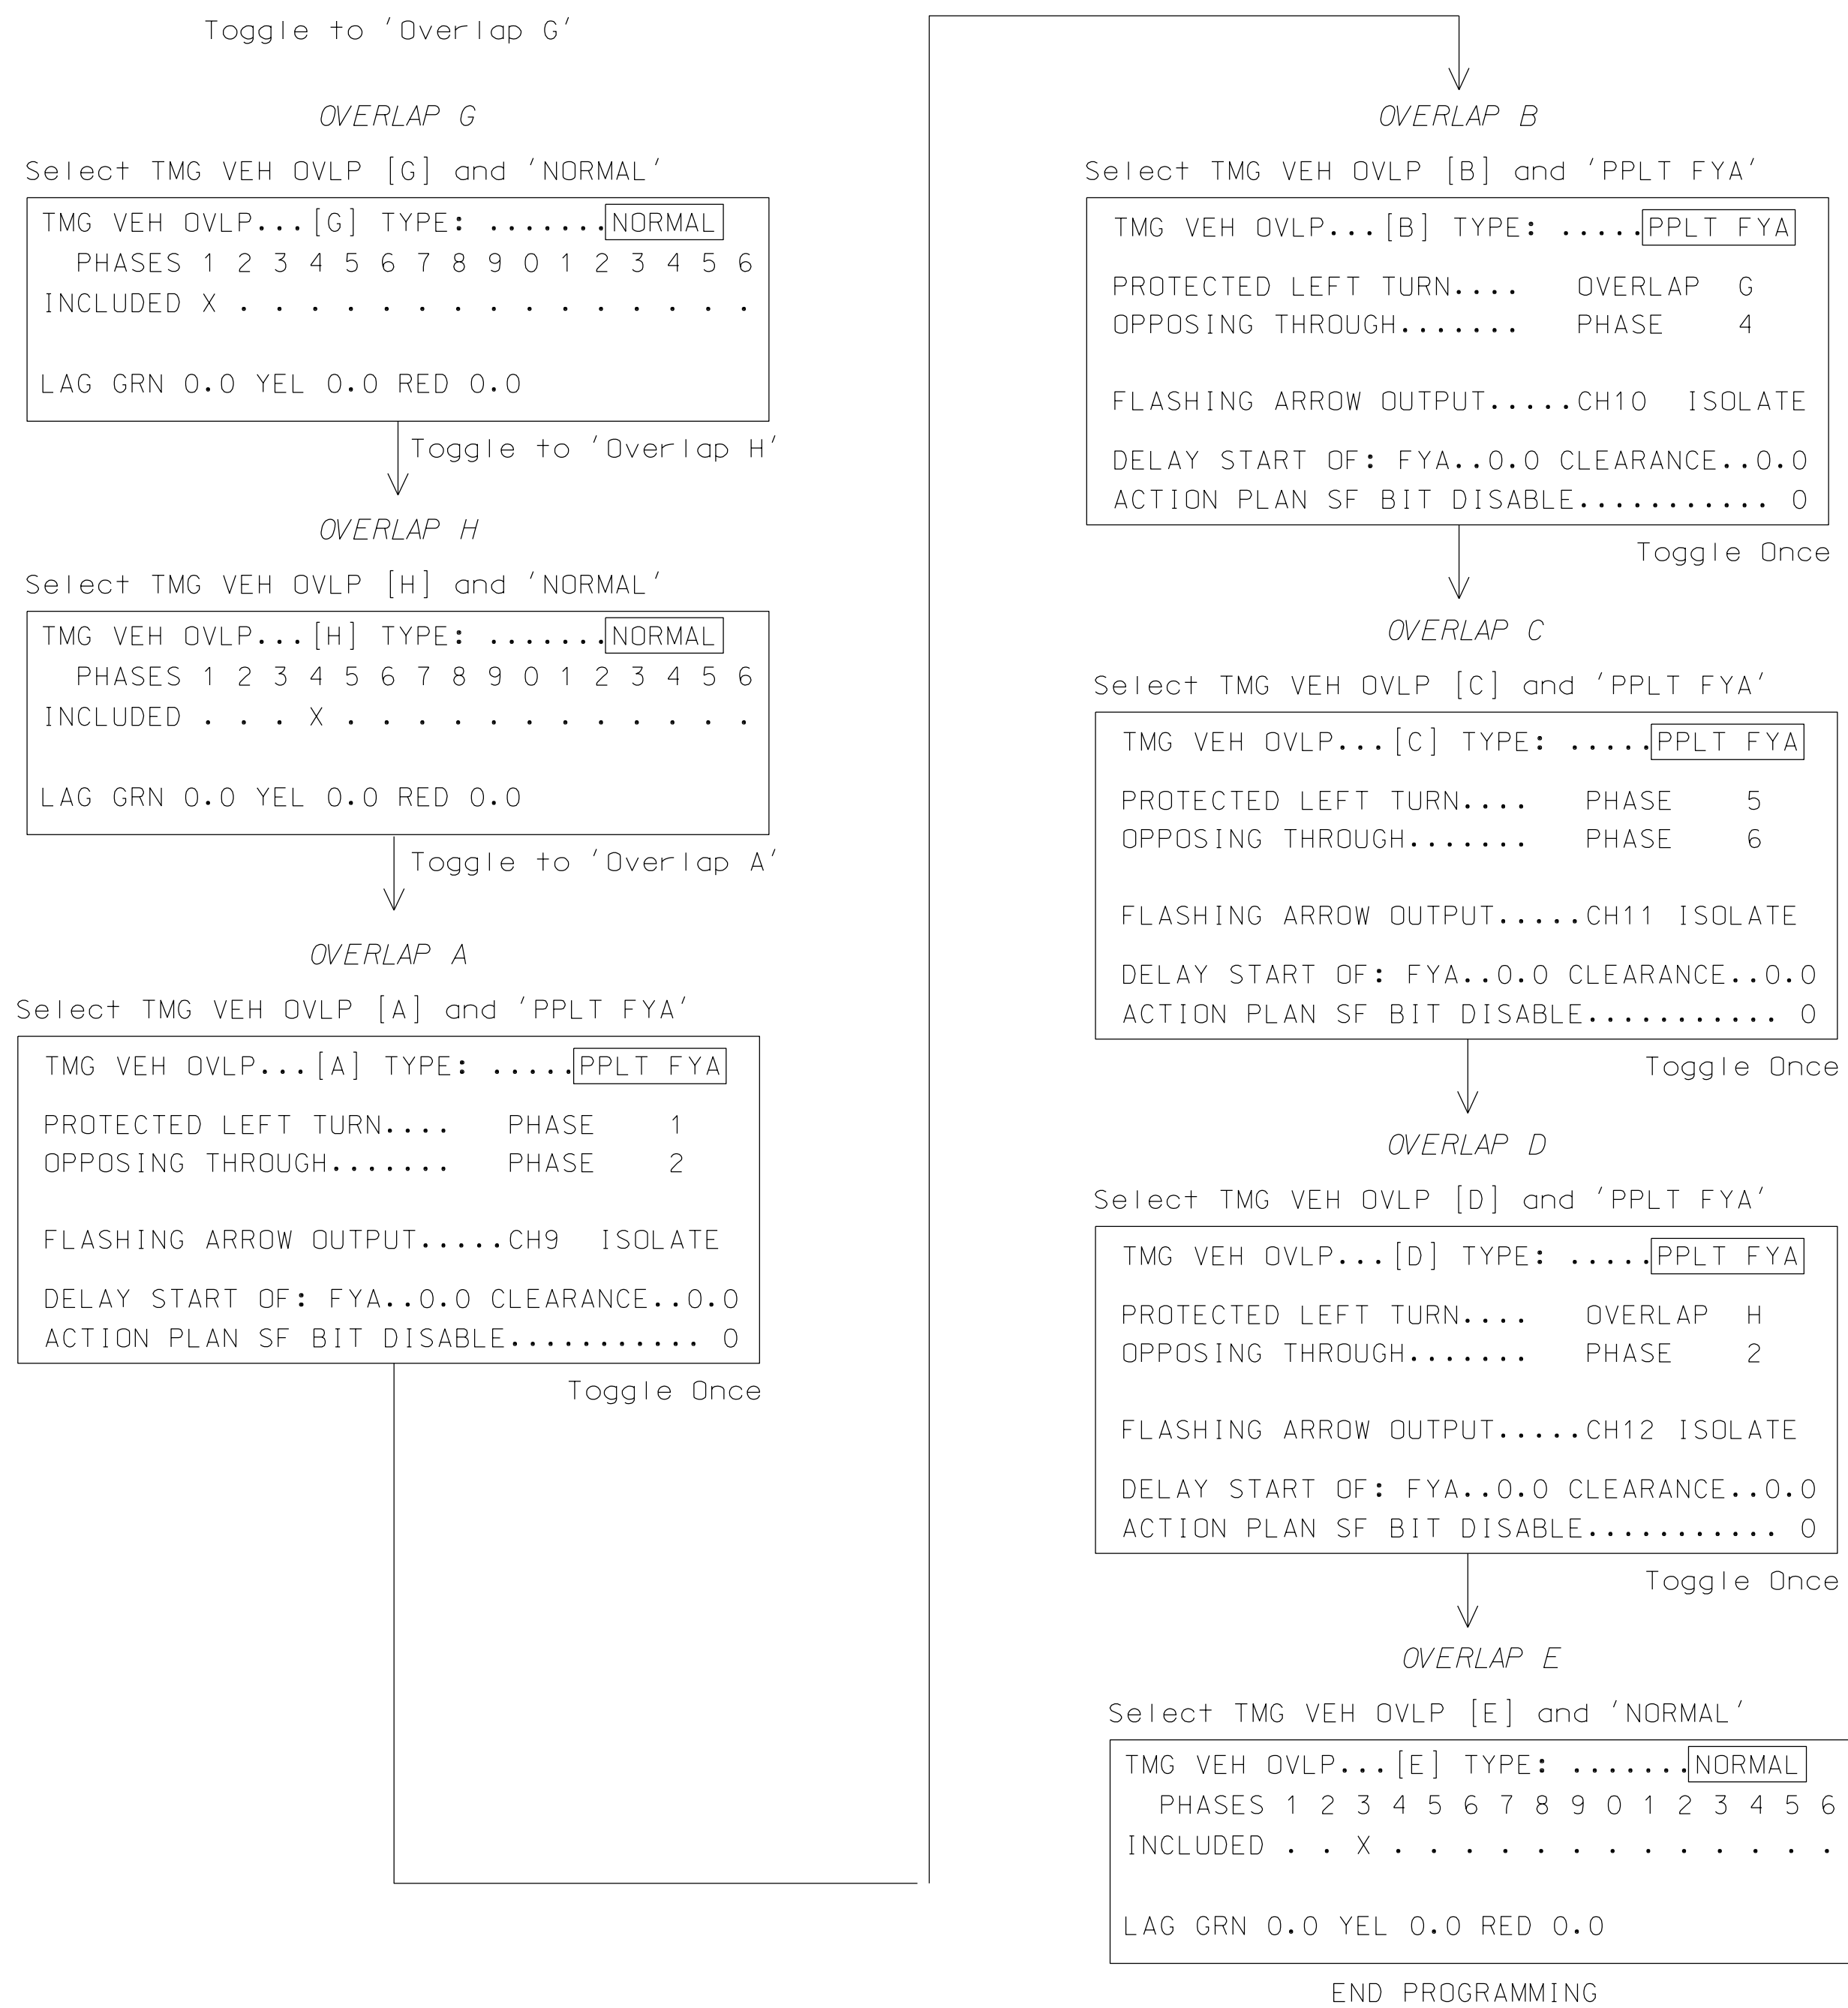 Toggle to 'Overlap G'
OVERLAP G
Select TMG VEH OVLP [G] and 'NORMAL'
TMG VEH OVLP...[G] TYPE: .......NORMAL
PHASES 1 2 3 4 5 6 7 8 9 0 1 2 3 4 5 6
INCLUDED X . . . . . . . . . . . . . . .
LAG GRN 0.0 YEL 0.0 RED 0.0
Toggle to 'Overlap H'
OVERLAP H
Select TMG VEH OVLP [H] and 'NORMAL'
TMG VEH OVLP...[H] TYPE: .......NORMAL
PHASES 1 2 3 4 5 6 7 8 9 0 1 2 3 4 5 6
INCLUDED . . . X . . . . . . . . . . . .
LAG GRN 0.0 YEL 0.0 RED 0.0
Toggle to 'Overlap A'
OVERLAP A
Select TMG VEH OVLP [A] and 'PPLT FYA'
TMG VEH OVLP...[A] TYPE: .....PPLT FYA
PROTECTED LEFT TURN.... PHASE 1
OPPOSING THROUGH....... PHASE 2
FLASHING ARROW OUTPUT.....CH9 ISOLATE
DELAY START OF: FYA..0.0 CLEARANCE..0.0
ACTION PLAN SF BIT DISABLE........... 0
Toggle Once
OVERLAP B
Select TMG VEH OVLP [B] and 'PPLT FYA'
TMG VEH OVLP...[B] TYPE: .....PPLT FYA
PROTECTED LEFT TURN.... OVERLAP G
OPPOSING THROUGH....... PHASE 4
FLASHING ARROW OUTPUT.....CH10 ISOLATE
DELAY START OF: FYA..0.0 CLEARANCE..0.0
ACTION PLAN SF BIT DISABLE........... 0
Toggle Once
OVERLAP C
Select TMG VEH OVLP [C] and 'PPLT FYA'
TMG VEH OVLP...[C] TYPE: .....PPLT FYA
PROTECTED LEFT TURN.... PHASE 5
OPPOSING THROUGH....... PHASE 6
FLASHING ARROW OUTPUT.....CH11 ISOLATE
DELAY START OF: FYA..0.0 CLEARANCE..0.0
ACTION PLAN SF BIT DISABLE........... 0
Toggle Once
OVERLAP D
Select TMG VEH OVLP [D] and 'PPLT FYA'
TMG VEH OVLP...[D] TYPE: .....PPLT FYA
PROTECTED LEFT TURN.... OVERLAP H
OPPOSING THROUGH....... PHASE 2
FLASHING ARROW OUTPUT.....CH12 ISOLATE
DELAY START OF: FYA..0.0 CLEARANCE..0.0
ACTION PLAN SF BIT DISABLE........... 0
Toggle Once
OVERLAP E
Select TMG VEH OVLP [E] and 'NORMAL'
TMG VEH OVLP...[E] TYPE: .......NORMAL
PHASES 1 2 3 4 5 6 7 8 9 0 1 2 3 4 5 6
INCLUDED . . X . . . . . . . . . . . . .
LAG GRN 0.0 YEL 0.0 RED 0.0
END PROGRAMMING